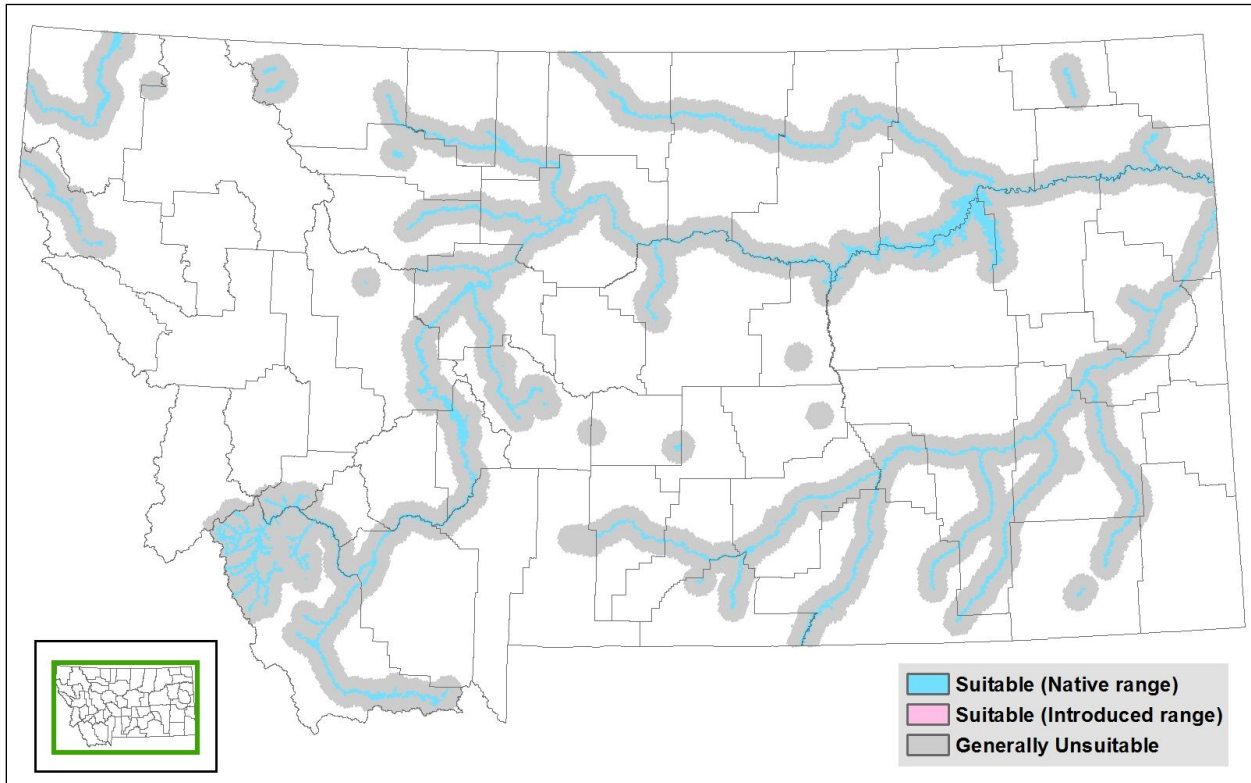 Suitable (Native range)
Suitable (Introduced range)
Generally Unsuitable